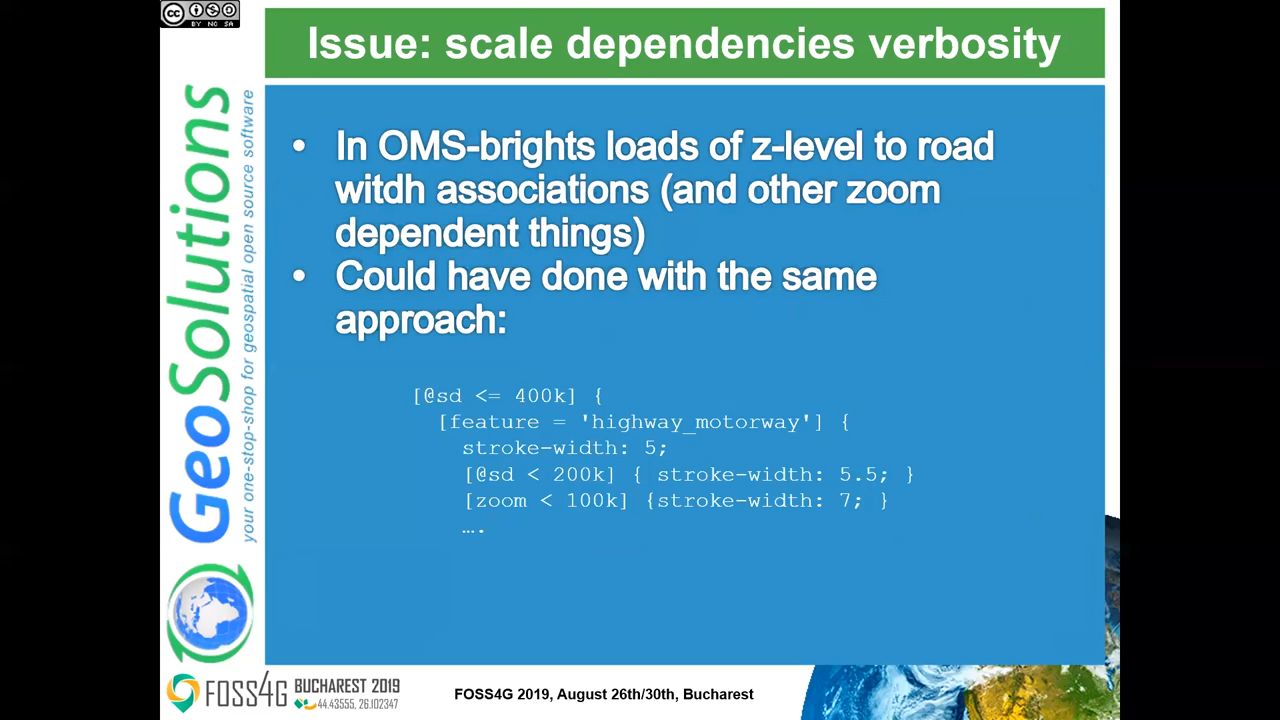 BY NC SA
Issue: scale dependencies verbosity
GeoSolutions
your one-stop-shop for geospatial open source software
• In OMS-brights loads of z-level to road
witdh associations (and other zoom
dependent things)
• Could have done with the same
approach:
[@sd <= 400k] {
[feature = 'highway_motorway'] {
stroke-width: 5;
[@sd < 200k] { stroke-width: 5.5; }
[zoom < 100k] {stroke-width: 7; }
….
FOSS4G BUCHAREST 2019
44.43555, 26.102347
FOSS4G 2019, August 26th/30th, Bucharest